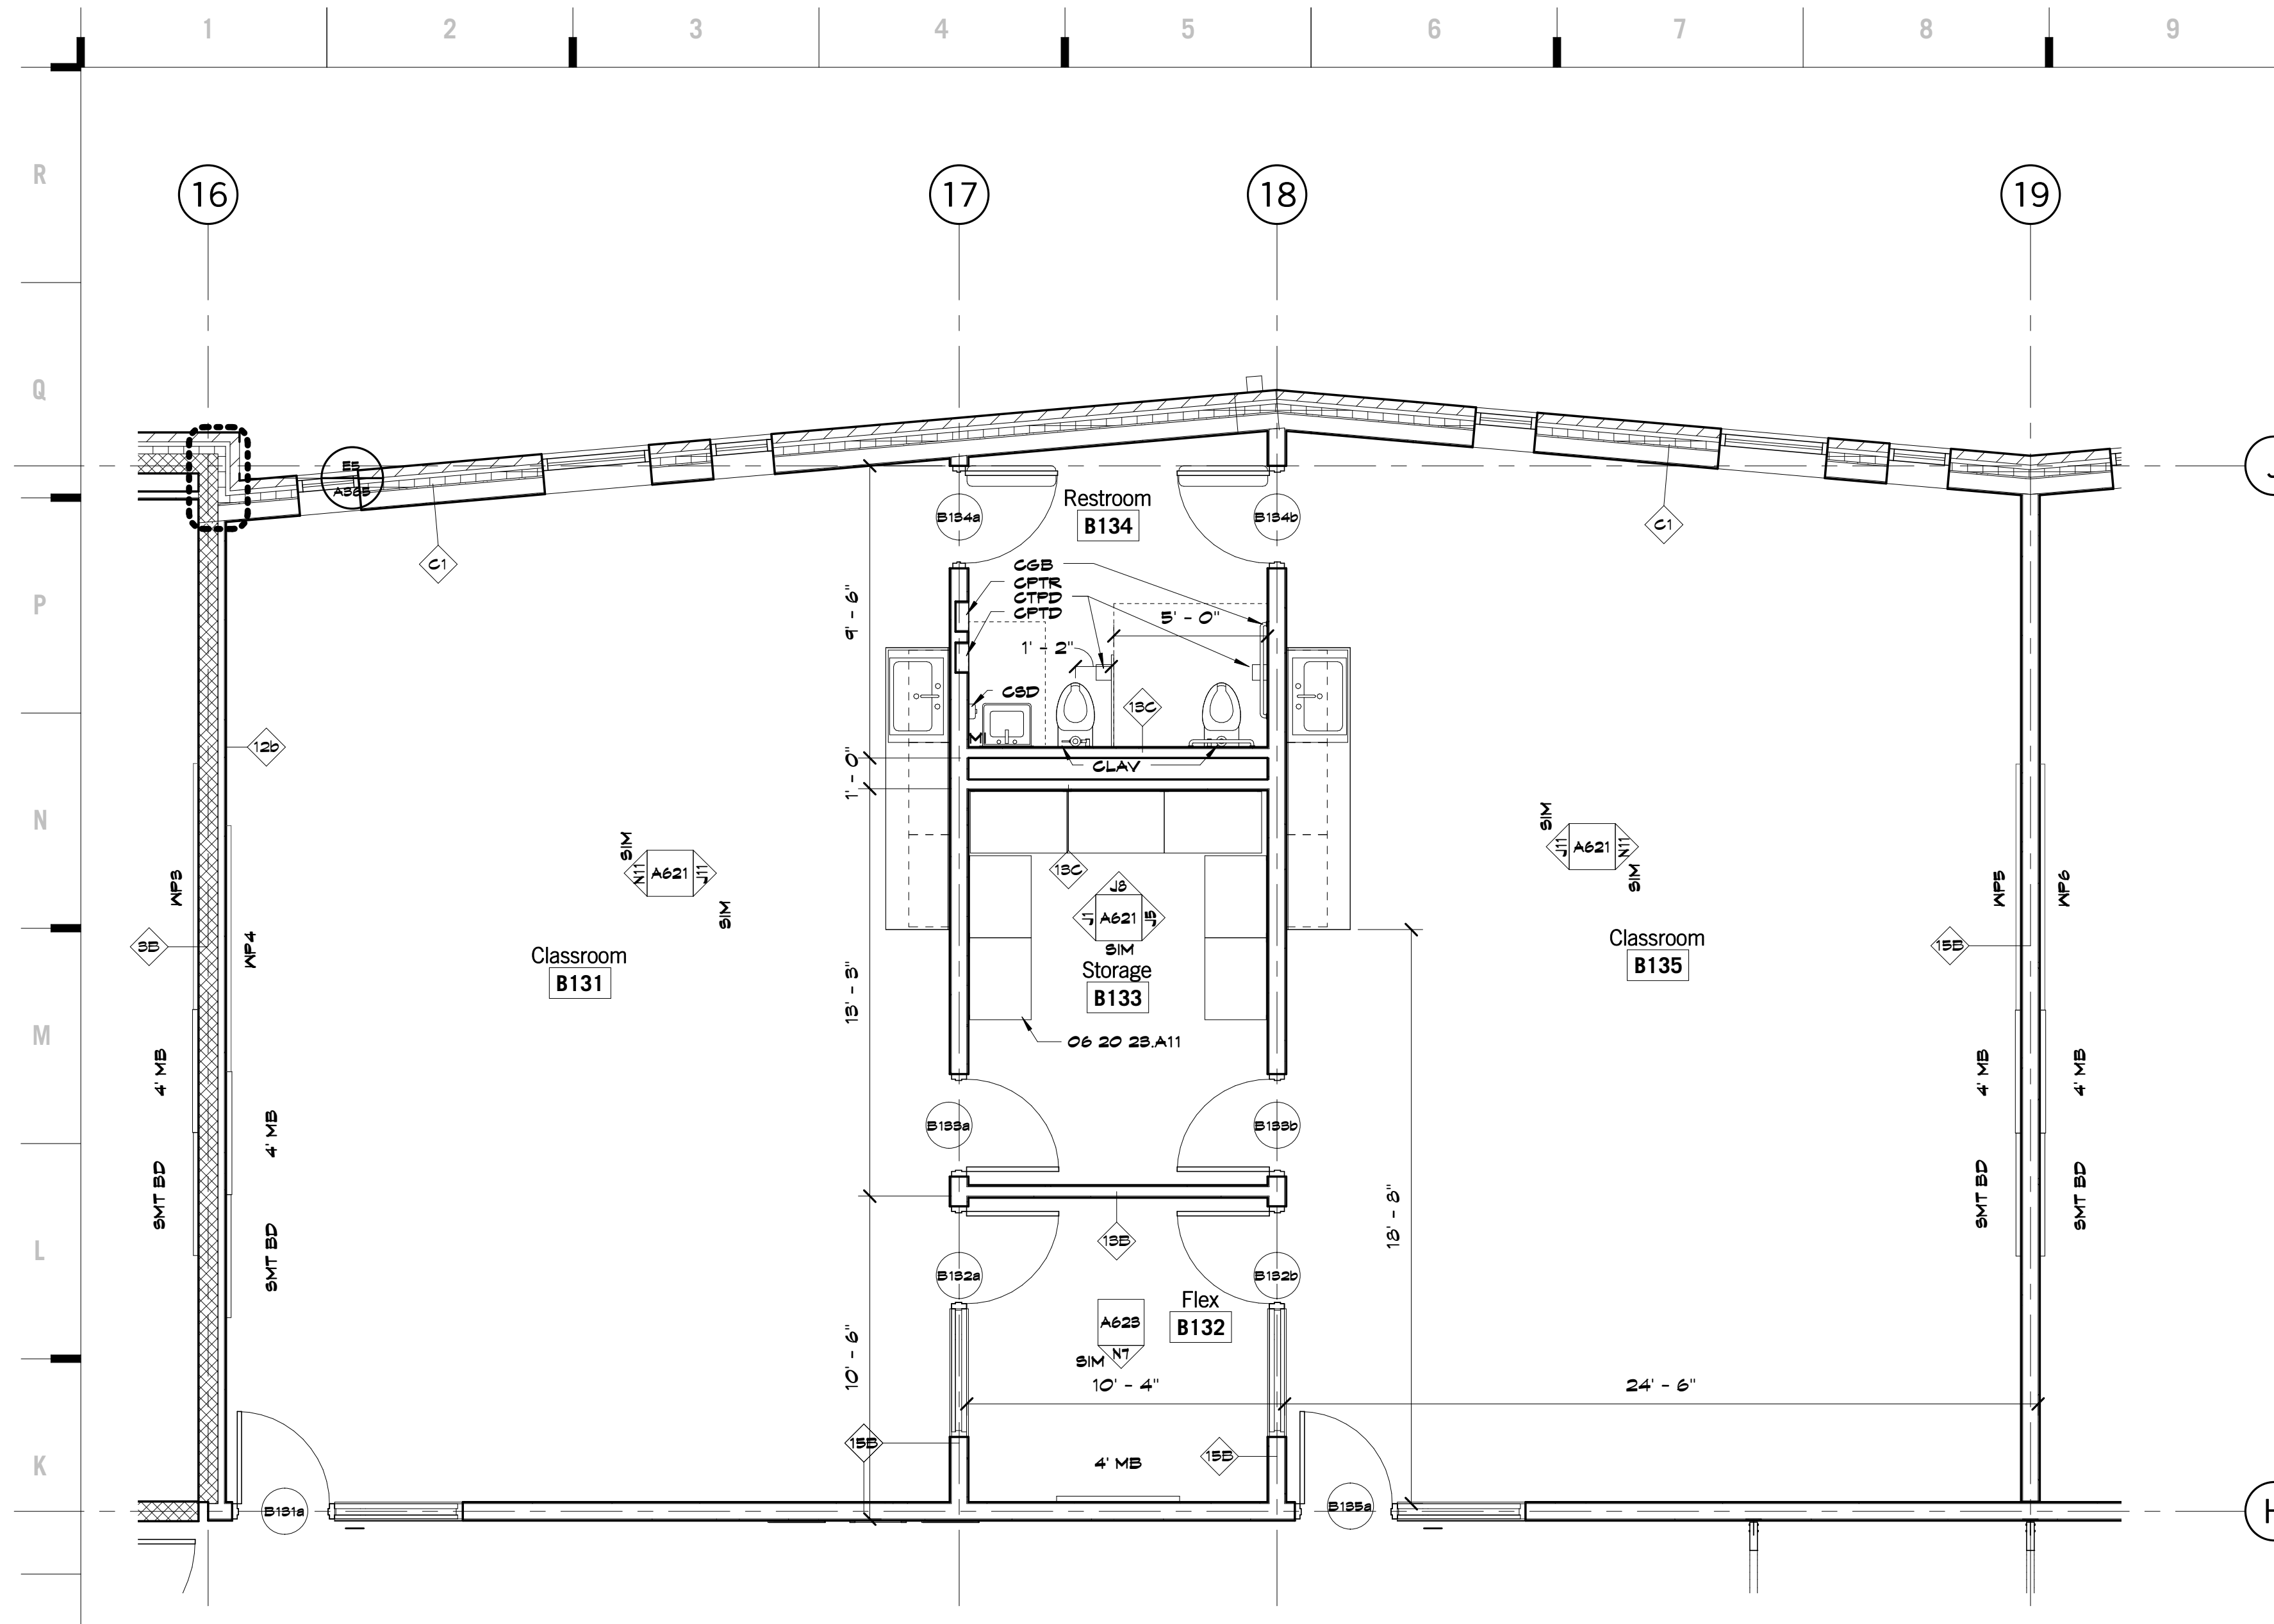 1 2 3 4 5 6 7 8 9
R
16 17 18 19
Q
J
E5
A365
Restroom
B134
B134a
B134b
C1
C1
CGB
CPTR
CTPD
CPTD
P
9' - 6"
5' - 0"
1' - 2"
CSD
13C
M
12b
1' - 0"
CLAV
N
SIM
N11 A621 J11
SIM
13C
J8
J1 A621 J5
SIM
SIM
J11 A621 N11
SIM
WP3
WP4
3B
WP5
WP6
15B
Classroom
B131
Storage
B133
Classroom
B135
13' - 3"
06 20 23.A11
M
4' MB
4' MB
4' MB
4' MB
B133a
B133b
SMT BD
SMT BD
SMT BD
SMT BD
18' - 8"
L
13B
B132a
B132b
Flex
B132
A623
N7
SIM
10' - 6"
10' - 4"
24' - 6"
15B
15B
4' MB
K
B131a
B135a
H